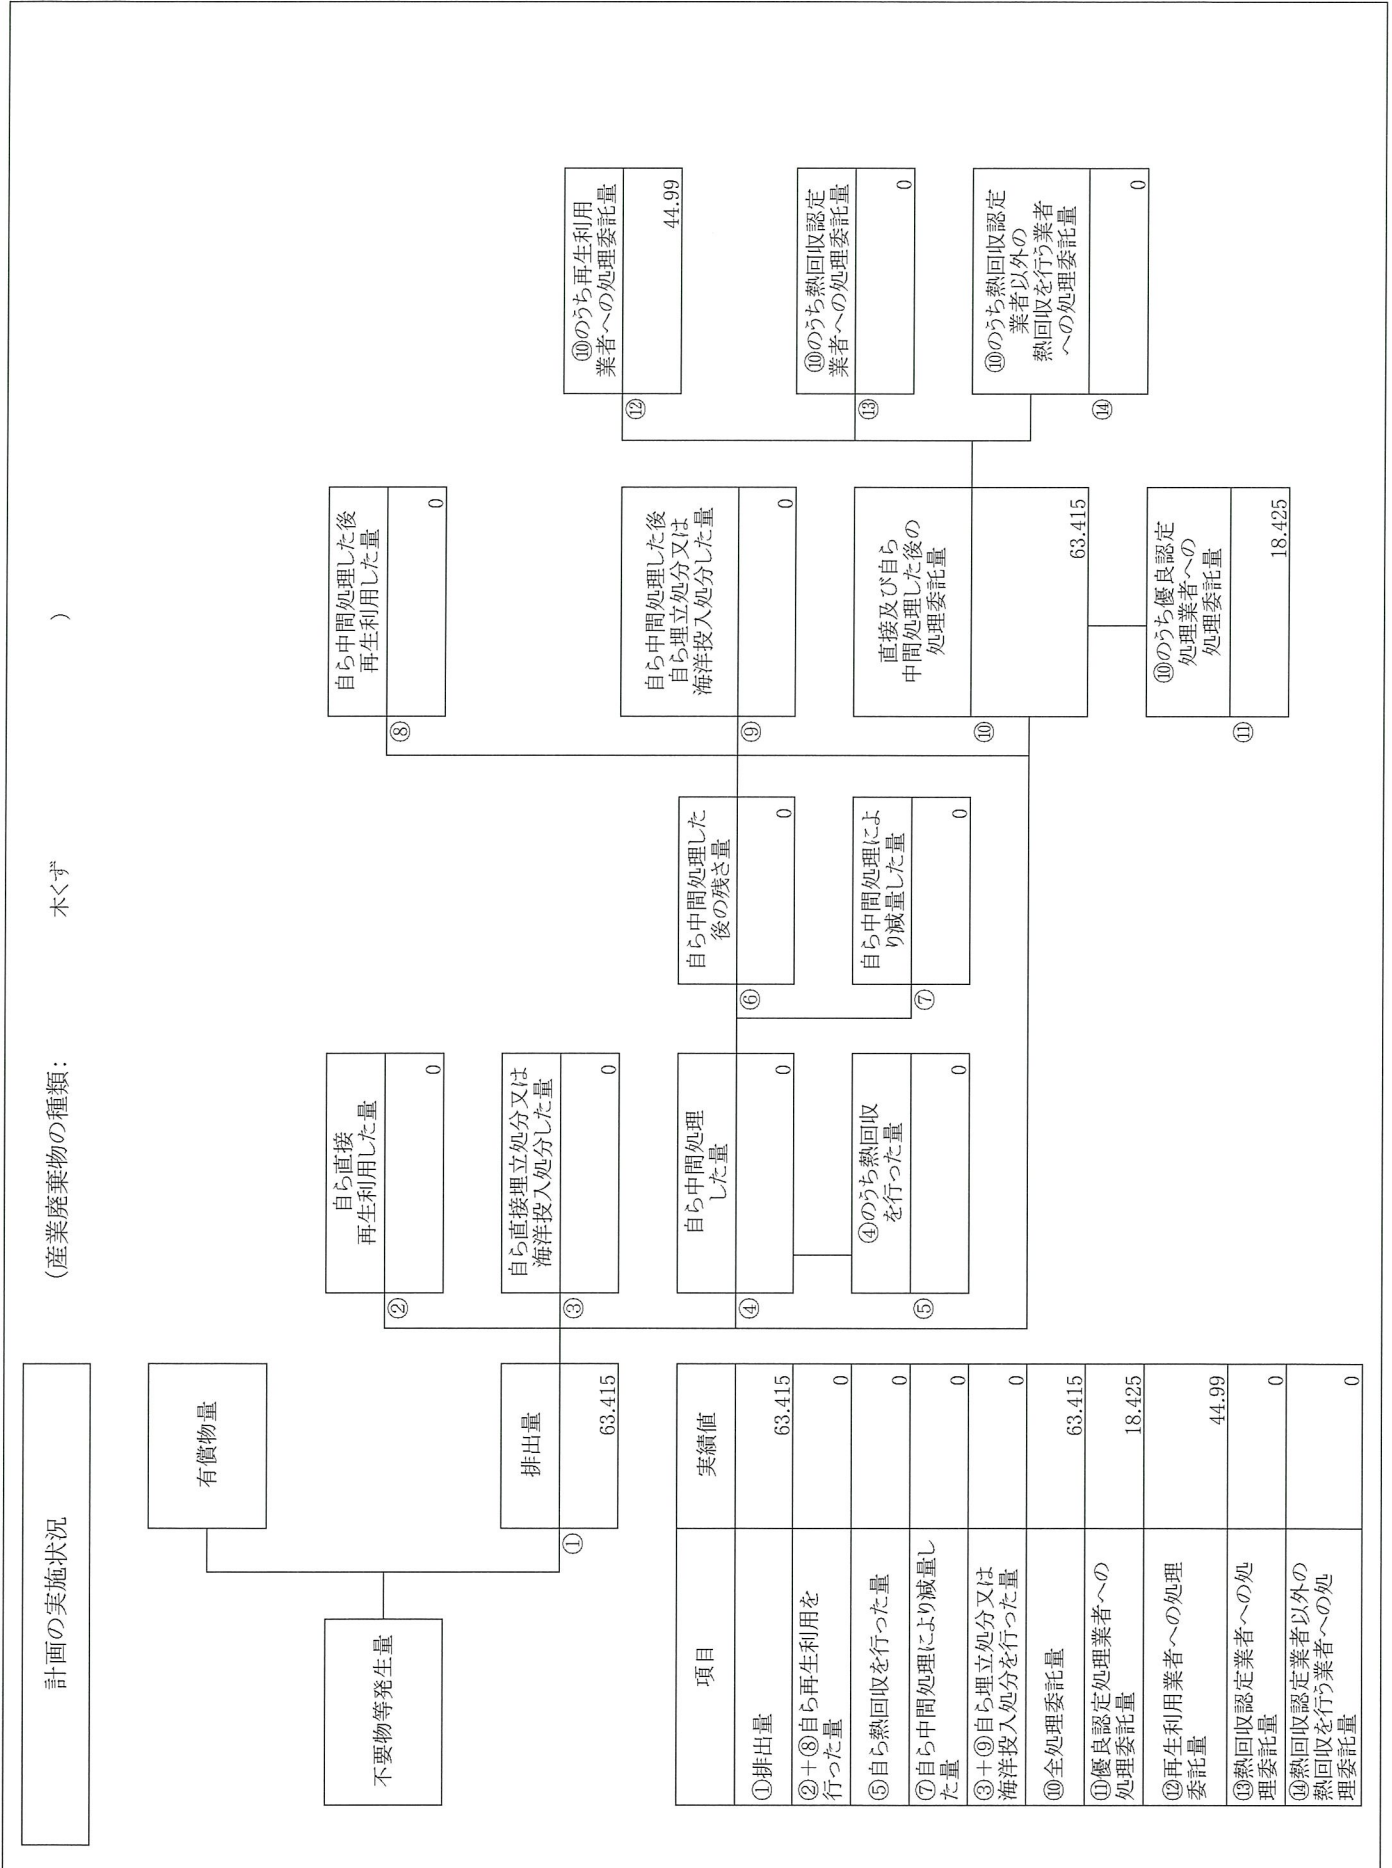 計画の実施状況
(産業廃棄物の種類:
木くず
)
不要物等発生量
有償物量
①
排出量
63.415
②
自ら直接
再生利用した量
0
③
自ら直接埋立処分又は
海洋投入処分した量
0
④
自ら中間処理
した量
0
⑤
④のうち熱回収
を行った量
0
⑥
自ら中間処理した
後の残さ量
0
⑦
自ら中間処理によ
り減量した量
0
⑧
自ら中間処理した後
再生利用した量
0
⑨
自ら中間処理した後
自ら埋立処分又は
海洋投入処分した量
0
⑩
直接及び自ら
中間処理した後の
処理委託量
63.415
⑪
⑩のうち優良認定
処理業者への
処理委託量
18.425
⑫
⑩のうち再生利用
業者への処理委託量
44.99
⑬
⑩のうち熱回収認定
業者への処理委託量
0
⑭
⑩のうち熱回収認定
業者以外の
熱回収を行う業者
への処理委託量
0
項目
実績値
①排出量
63.415
②+⑧自ら再生利用を
行った量
0
⑤自ら熱回収を行った量
0
⑦自ら中間処理により減量し
た量
0
③+⑨自ら埋立処分又は
海洋投入処分を行った量
0
⑩全処理委託量
63.415
⑪優良認定処理業者への
処理委託量
18.425
⑫再生利用業者への処理
委託量
44.99
⑬熱回収認定業者への処
理委託量
0
⑭熱回収認定業者以外の
熱回収を行う業者への処
理委託量
0